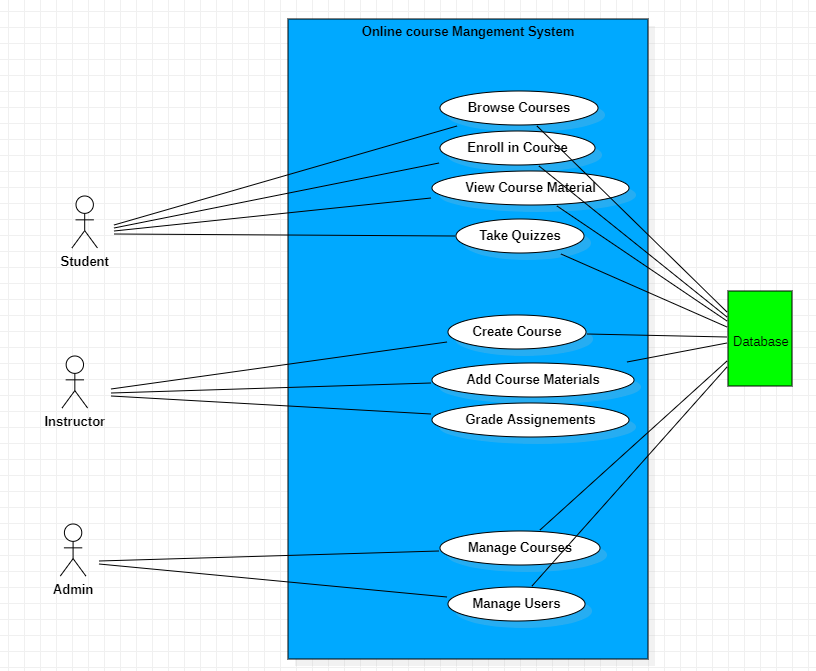 Online course Mangement System
Browse Courses
Enroll in Course
View Course Material
Take Quizzes
Student
Database
Create Course
Add Course Materials
Grade Assignements
Instructor
Manage Courses
Manage Users
Admin